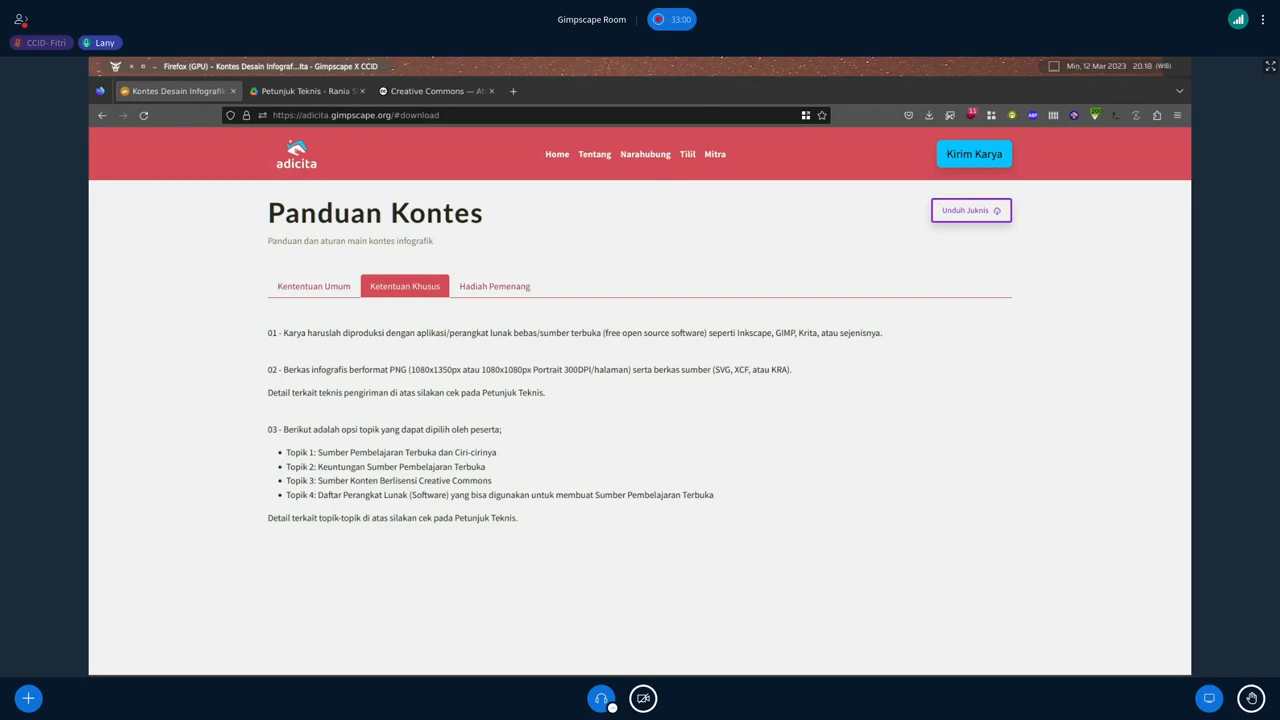 Gimpscape Room
33:00
CCID- Fitri
Lany
Firefox (GPU) – Kontes Desain Infograf...lta - Gimpscape X CCID
Min, 12 Mar 2023 20.18 (WIB)
Kontes Desain Infografik
Petunjuk Teknis - Rania S
Creative Commons — At
https://adicita.gimpscape.org/#download
11
ABP
200
adicita
Home Tentang Narahubung Tilil Mitra
Kirim Karya
Panduan Kontes
Unduh Juknis
Panduan dan aturan main kontes infografik
Kententuan Umum Ketentuan Khusus Hadiah Pemenang
01 - Karya haruslah diproduksi dengan aplikasi/perangkat lunak bebas/sumber terbuka (free open source software) seperti Inkscape, GIMP, Krita, atau sejenisnya.
02 - Berkas infografis berformat PNG (1080x1350px atau 1080x1080px Portrait 300DPI/halaman) serta berkas sumber (SVG, XCF, atau KRA).
Detail terkait teknis pengiriman di atas silakan cek pada Petunjuk Teknis.
03 - Berikut adalah opsi topik yang dapat dipilih oleh peserta;
• Topik 1: Sumber Pembelajaran Terbuka dan Ciri-cirinya
• Topik 2: Keuntungan Sumber Pembelajaran Terbuka
• Topik 3: Sumber Konten Berlisensi Creative Commons
• Topik 4: Daftar Perangkat Lunak (Software) yang bisa digunakan untuk membuat Sumber Pembelajaran Terbuka
Detail terkait topik-topik di atas silakan cek pada Petunjuk Teknis.